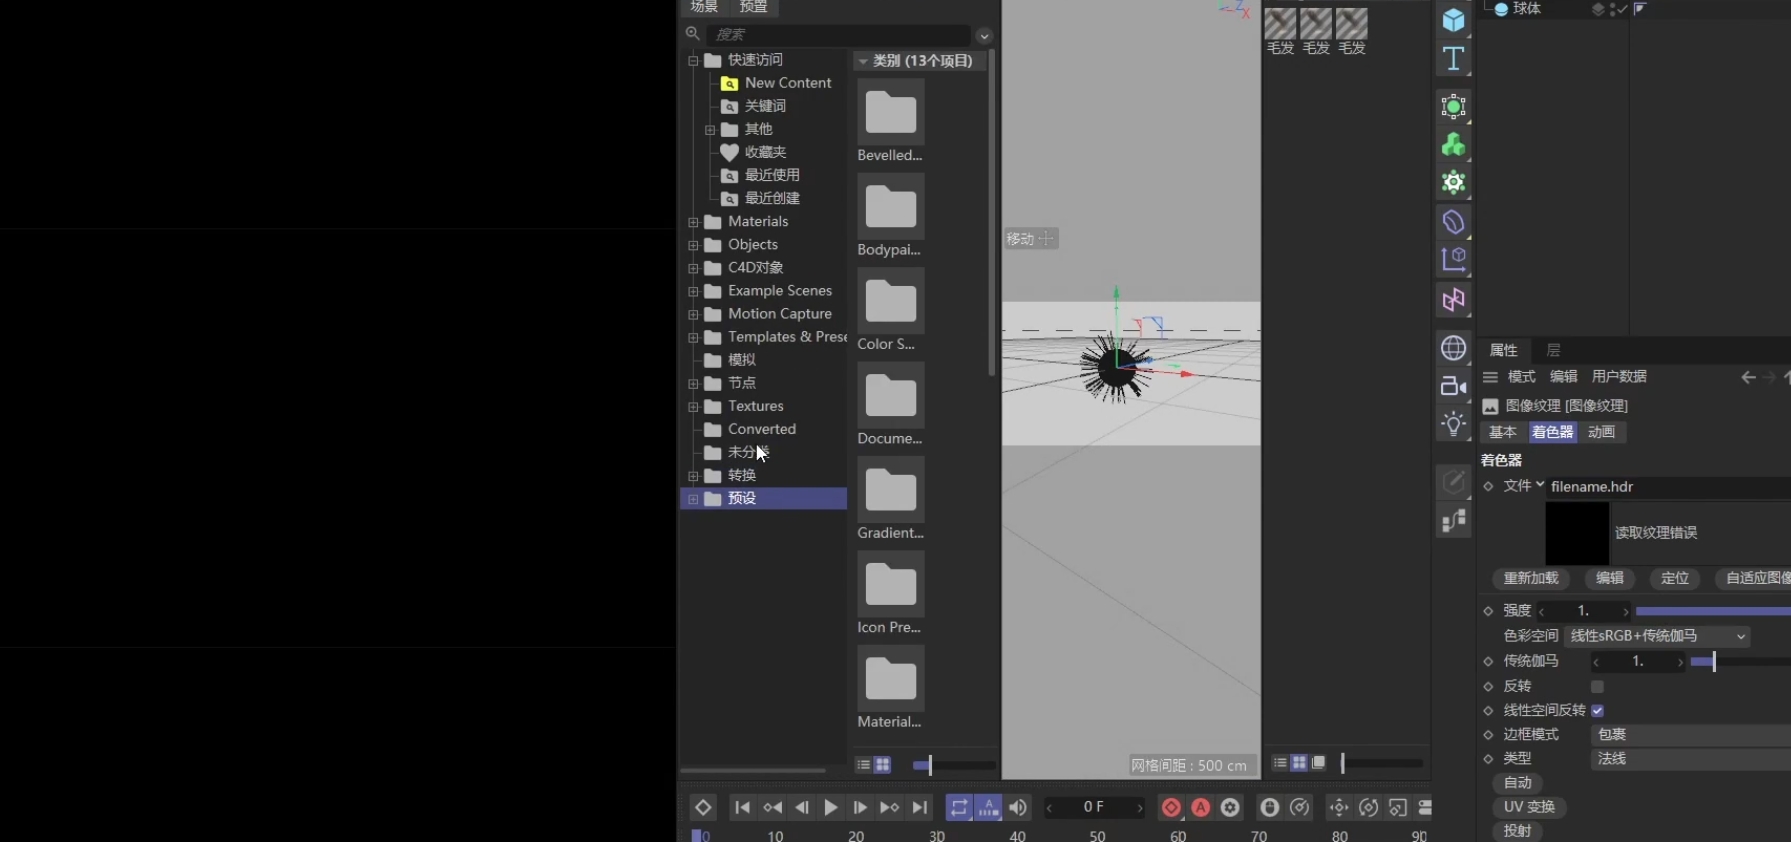 场景 预置
搜索
快速访问
New Content
关键词
其他
收藏夹
最近使用
最近创建
Materials
Objects
C4D对象
Example Scenes
Motion Capture
Templates & Prese
模拟
节点
Textures
Converted
未分类
转换
预设
类别 (13个项目)
Bevelled...
Bodypai...
Color S...
Docume...
Gradient...
Icon Pre...
Material...
Z
X
移动
网格间距 : 500 cm
毛发 毛发 毛发
球体
属性 层
模式 编辑 用户数据
图像纹理 [图像纹理]
基本 着色器 动画
着色器
文件 filename.hdr
读取纹理错误
重新加载 编辑 定位 自适应图像
强度 1.
色彩空间 线性sRGB+传统伽马
传统伽马 1.
反转
线性空间反转
边框模式 包裹
类型 法线
自动
UV 变换
投射
0 F
0 10 20 30 40 50 60 70 80 90